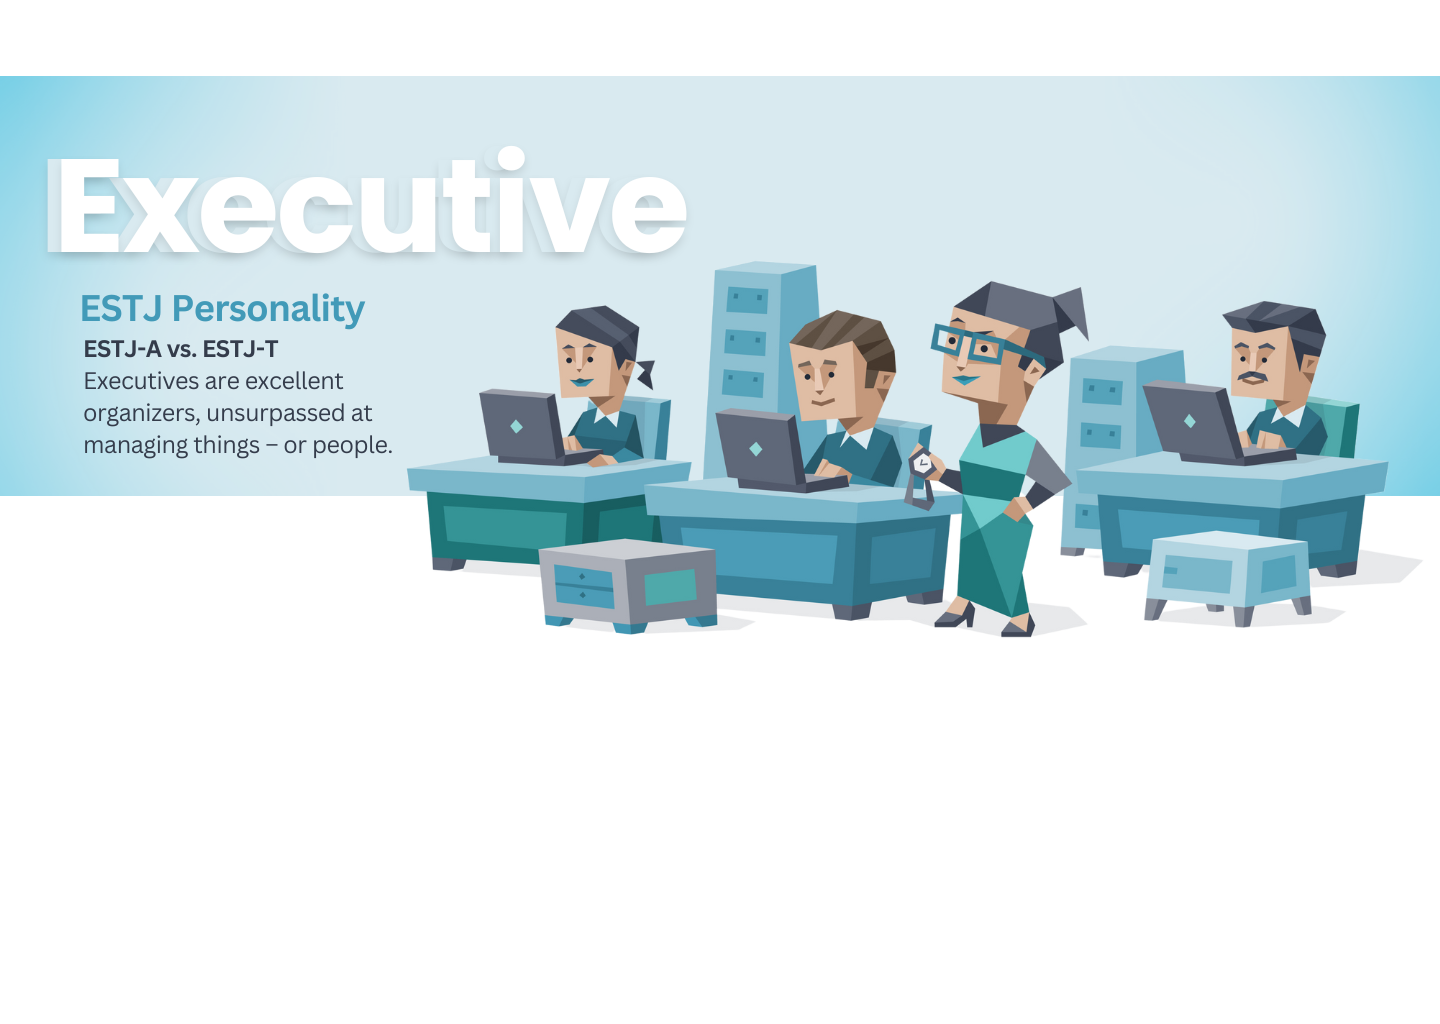 Executive
ESTJ Personality
ESTJ-A vs. ESTJ-T
Executives are excellent
organizers, unsurpassed at
managing things – or people.